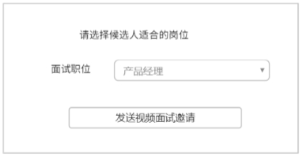 请选择候选人适合的岗位
面试职位 产品经理
发送视频面试邀请